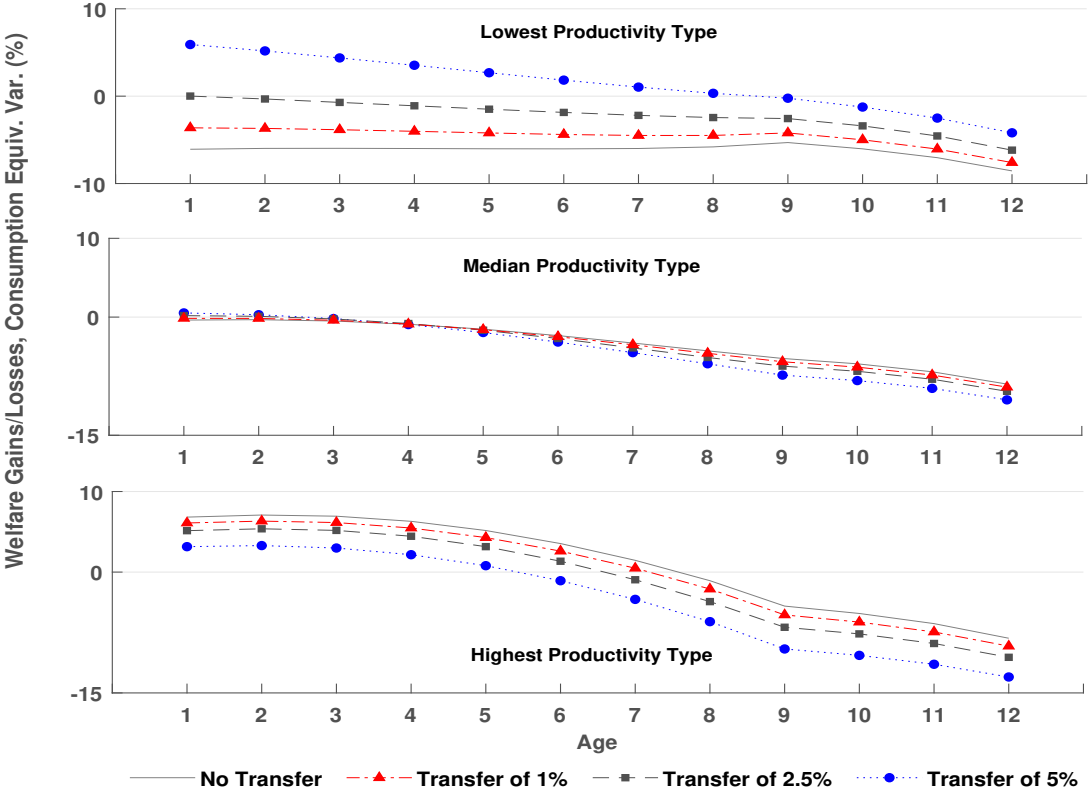 Welfare Gains/Losses, Consumption Equiv. Var. (%)
10
0
-10
Lowest Productivity Type
1 2 3 4 5 6 7 8 9 10 11 12
10
0
-15
Median Productivity Type
1 2 3 4 5 6 7 8 9 10 11 12
10
0
-15
Highest Productivity Type
1 2 3 4 5 6 7 8 9 10 11 12
Age
No Transfer Transfer of 1% Transfer of 2.5% Transfer of 5%